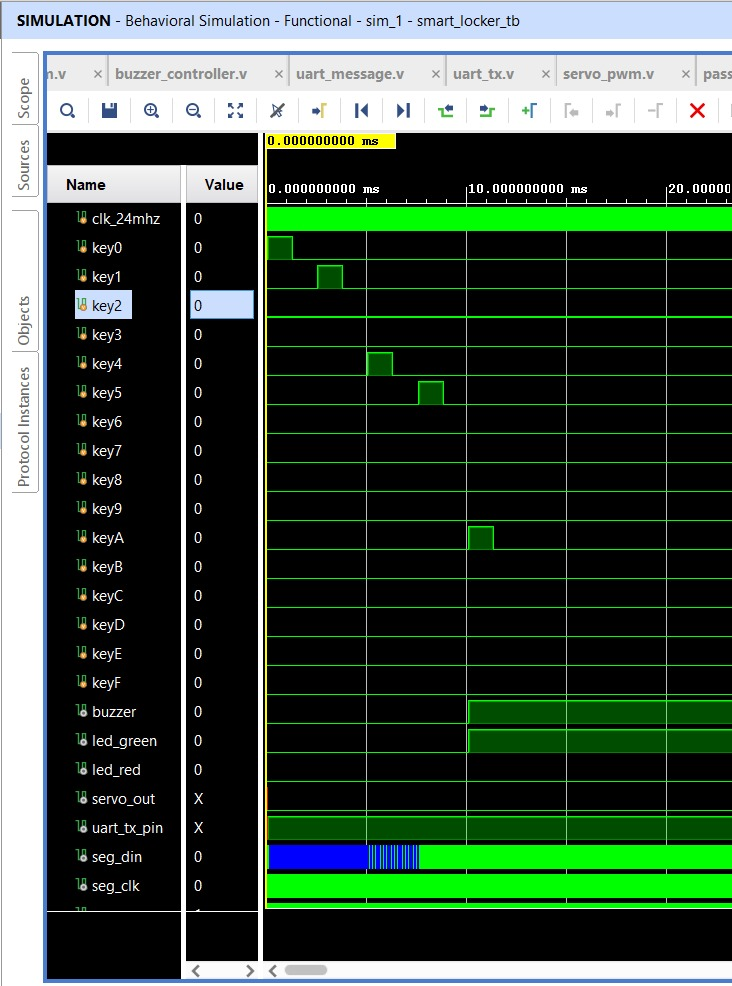 SIMULATION - Behavioral Simulation - Functional - sim_1 - smart_locker_tb
m.v × buzzer_controller.v × uart_message.v × uart_tx.v × servo_pwm.v × pass
Scope
Sources
Objects
Protocol Instances
0.000000000 ms
Name Value
0.000000000 ms 10.000000000 ms 20.00000
clk_24mhz 0
key0 0
key1 0
key2 0
key3 0
key4 0
key5 0
key6 0
key7 0
key8 0
key9 0
keyA 0
keyB 0
keyC 0
keyD 0
keyE 0
keyF 0
buzzer 0
led_green 0
led_red 0
servo_out X
uart_tx_pin X
seg_din 0
seg_clk 0